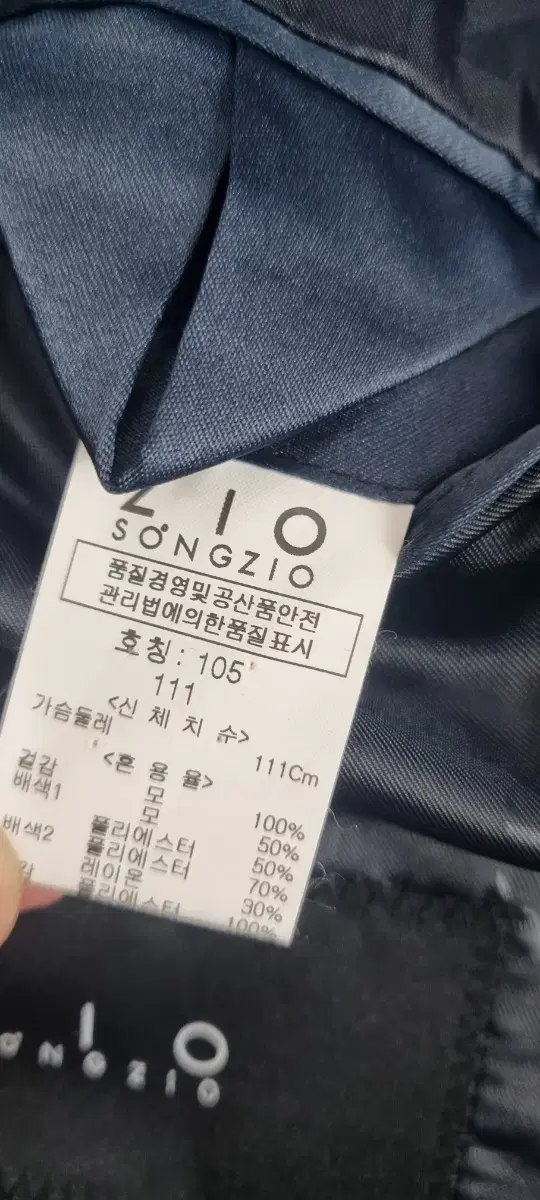 ZIO
SONGZIO
품질경영및공산품안전
관리법에의한품질표시
호칭 : 105
111
<신 체 치 수>
가슴둘레 111Cm
<혼 용 율>
겉감 모 100%
배색1 모 50%
폴리에스터 50%
배색2 폴리에스터 70%
레이온 30%
감 폴리에스터 100%
I O
SONGZIO